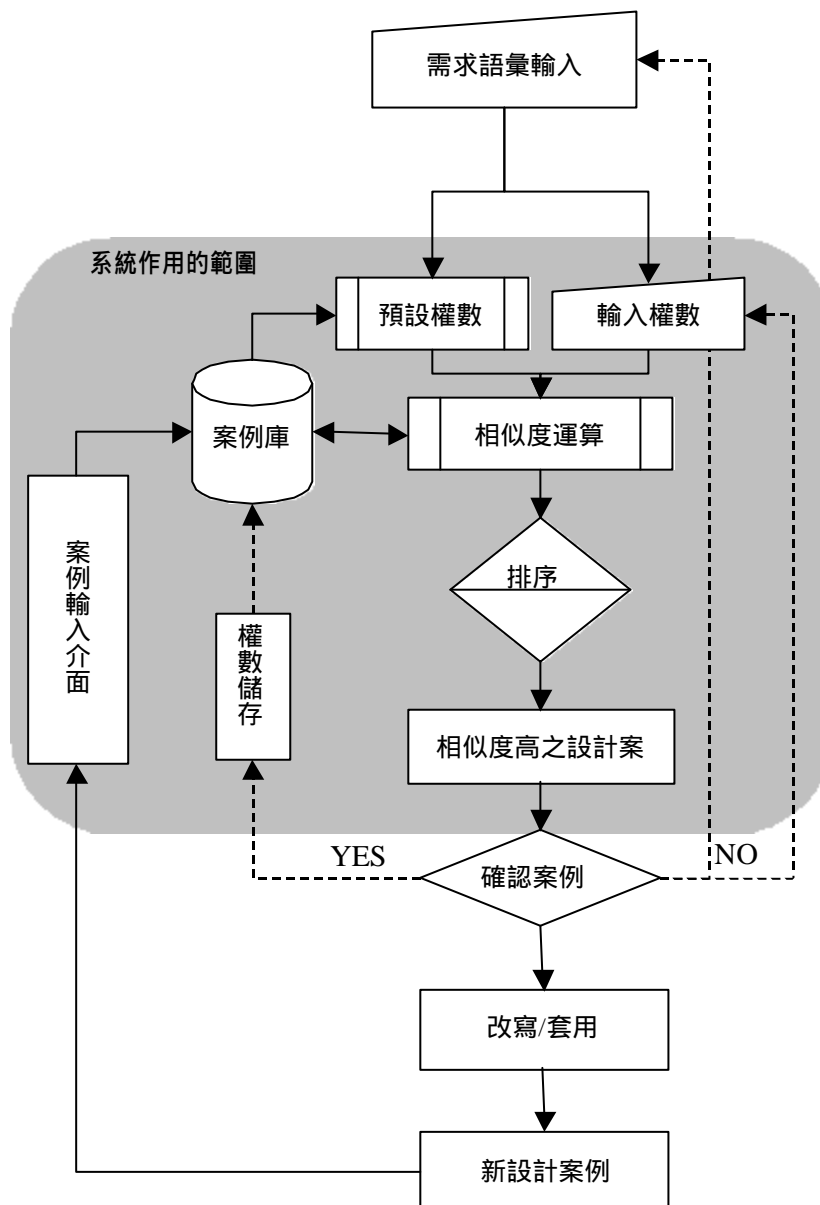 需求語彙輸入
系統作用的範圍
預設權數
輸入權數
案例庫
相似度運算
案例輸入介面
排序
權數儲存
相似度高之設計案
YES
NO
確認案例
改寫/套用
新設計案例